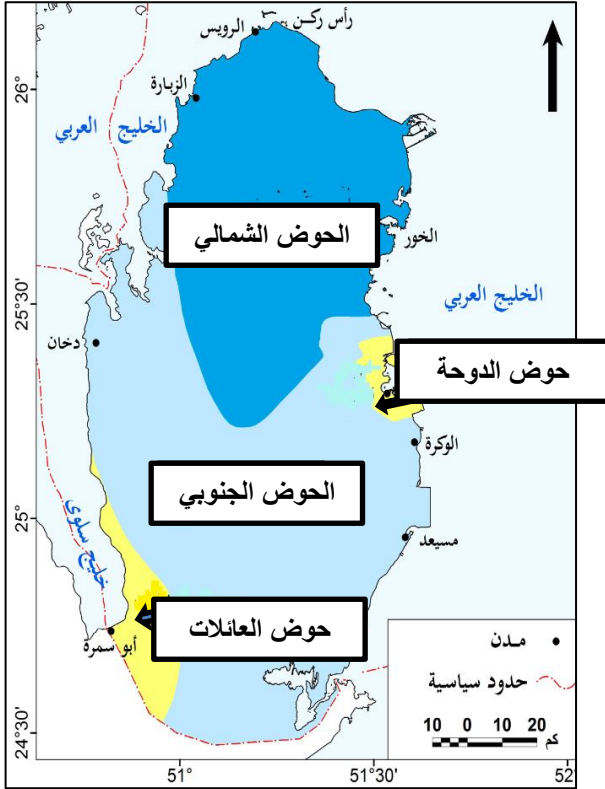 رأس ركن
الرويس
26°
الزبارة
الخليج العربي
الحوض الشمالي
الخور
25°30'
الخليج العربي
دخان
حوض الدوحة
الوكرة
الحوض الجنوبي
25°
مسيعد
خليج سلوى
حوض العائلات
أبو سمرة
مدن
حدود سياسية
10 0 10 20 كم
24°30'
51° 51°30' 52°